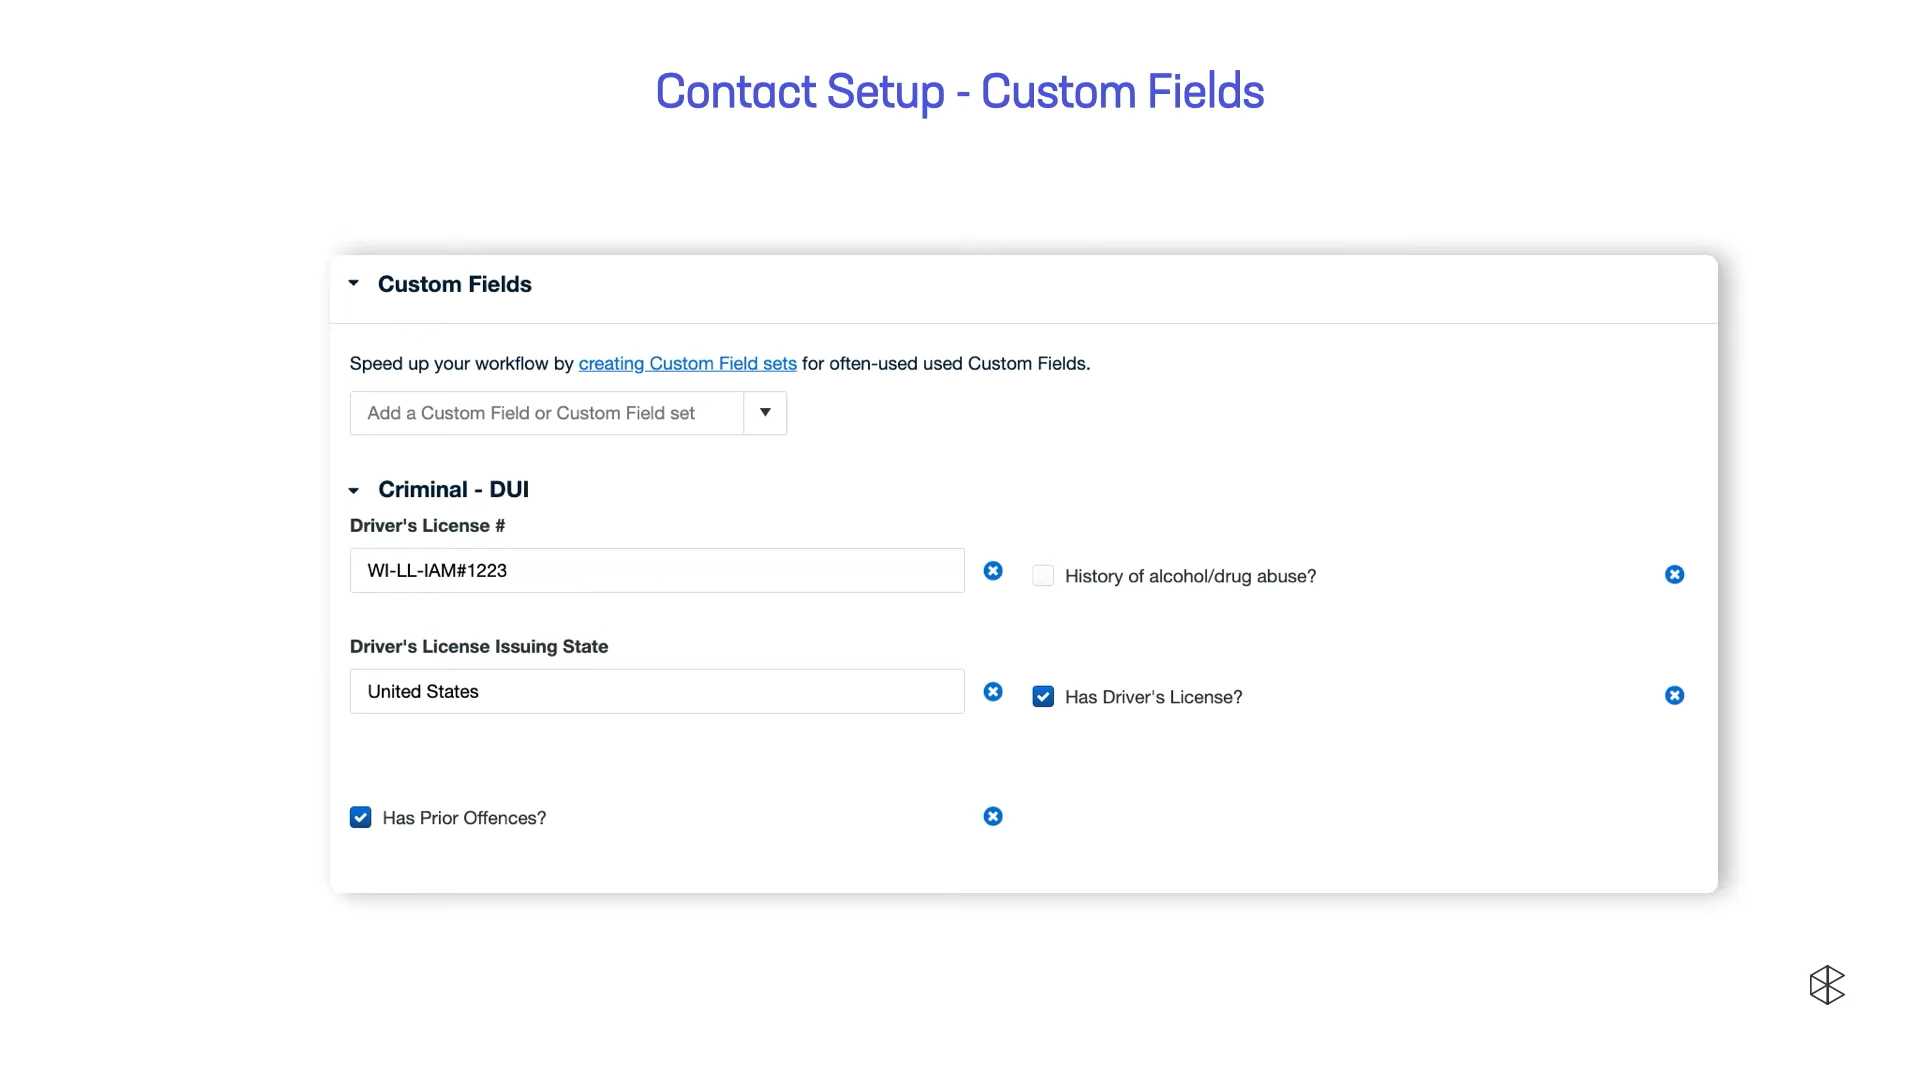 Contact Setup - Custom Fields
Custom Fields
Speed up your workflow by creating Custom Field sets for often-used used Custom Fields.
Add a Custom Field or Custom Field set
Criminal - DUI
Driver's License #
WI-LL-IAM#1223
History of alcohol/drug abuse?
Driver's License Issuing State
United States
Has Driver's License?
Has Prior Offences?